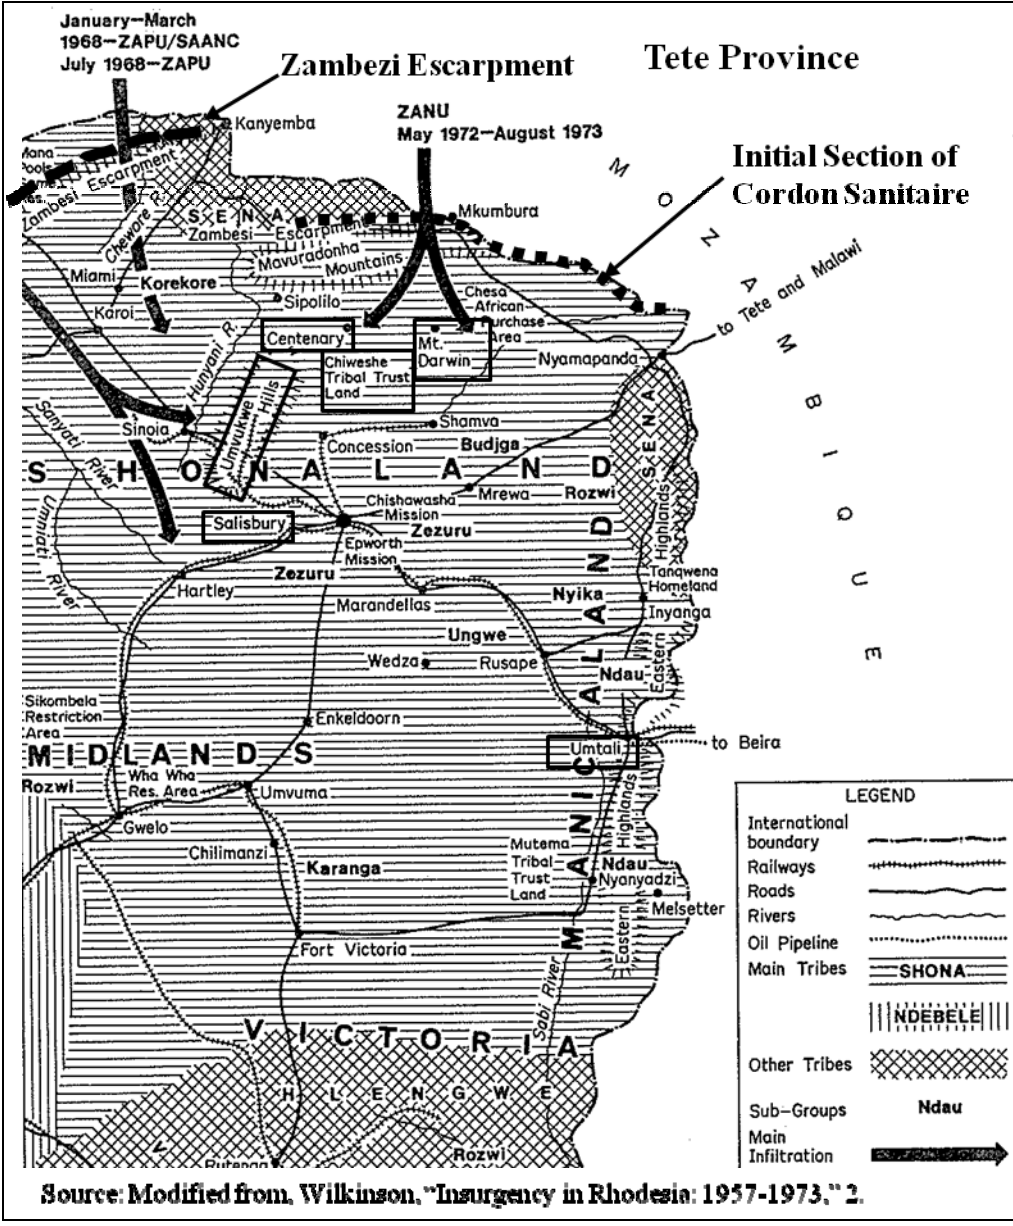 January—March
1968—ZAPU/SAANC
July 1968—ZAPU
Zambezi Escarpment
Tete Province
ZANU
May 1972—August 1973
Kanyemba
Initial Section of
Cordon Sanitaire
MOZAMBIQUE
Zambesi Escarpment
Chewore R.
SENA
Zambesi Escarpment
Mkumbura
Mavuradonha
Mountains
to Tete and Malawi
Miami
Korekore
Karoi
Sipolilo
Chesa
African
Purchase
Area
Hunyani R.
Centenary
Mt.
Darwin
Nyamapanda
Chiweshe
Tribal Trust
Land
Umvukwe Hills
Sanyati River
Sinoia
Shamva
Concession
Budjga
SENA
SHONALAND
Chishawasha
Mission
Mrewa
Rozwi
Salisbury
Zezuru
Highlands
Umniati River
Epworth
Mission
Zezuru
Hartley
Marandellas
Nyika
Tanqwena
Homeland
Inyanga
Ungwe
Wedza
Rusape
Ndau
Eastern
MANICALAND
Sikombela
Restriction
Area
Enkeldoorn
Umtali
to Beira
MIDLANDS
Rozwi
Wha Wha
Res. Area
Umvuma
Gwelo
Highlands
Chilimanzi
Karanga
Mutema
Tribal
Trust
Land
Ndau
Nyanyadzi
Melsetter
Fort Victoria
Eastern
Sabi River
VICTORIA
HLENGWE
Rutenga
Rozwi
LEGEND
International
boundary
Railways
Roads
Rivers
Oil Pipeline
Main Tribes
SHONA
NDEBELE
Other Tribes
Sub-Groups
Ndau
Main
Infiltration
Source: Modified from, Wilkinson, "Insurgency in Rhodesia: 1957-1973," 2.